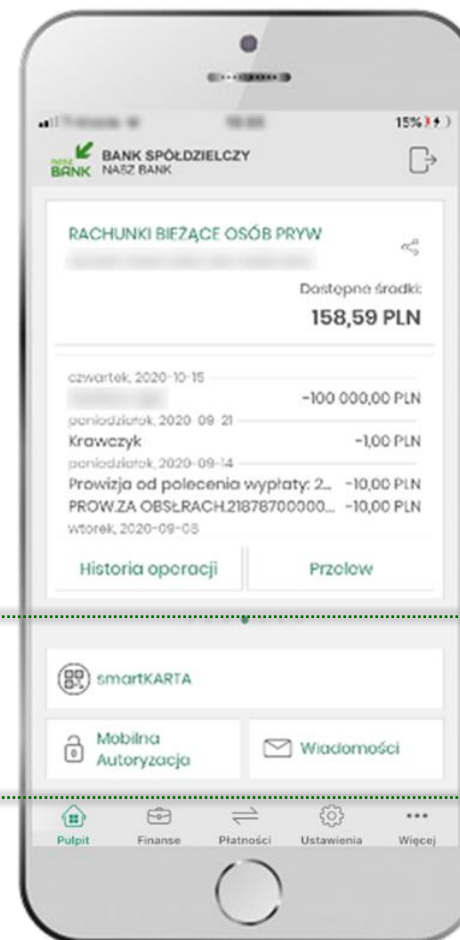 15%
NASZ BANK BANK SPÓŁDZIELCZY
NASZ BANK
RACHUNKI BIEŻĄCE OSÓB PRYW
Dostępne środki:
158,59 PLN
czwartek, 2020-10-15
-100 000,00 PLN
poniedziałek, 2020-09-21
Krawczyk -1,00 PLN
poniedziałek, 2020-09-14
Prowizja od polecenia wypłaty: 2... -10,00 PLN
PROW.ZA OBSŁ.RACH.21878700000... -10,00 PLN
wtorek, 2020-09-08
Historia operacji Przelew
smartKARTA
Mobilna
Autoryzacja
Wiadomości
Pulpit Finanse Płatności Ustawienia Więcej